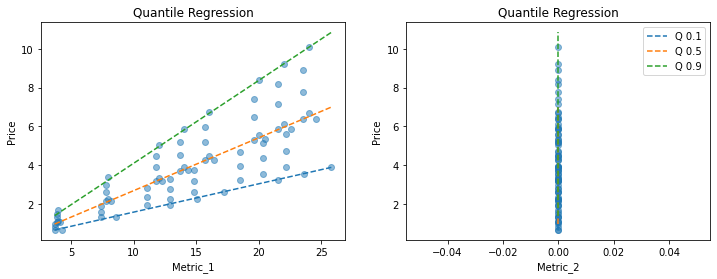 Quantile Regression
Price
10
8
6
4
2
5
10
15
20
25
Metric_1
Quantile Regression
Price
10
8
6
4
2
Q 0.1
Q 0.5
Q 0.9
−0.04
−0.02
0.00
0.02
0.04
Metric_2